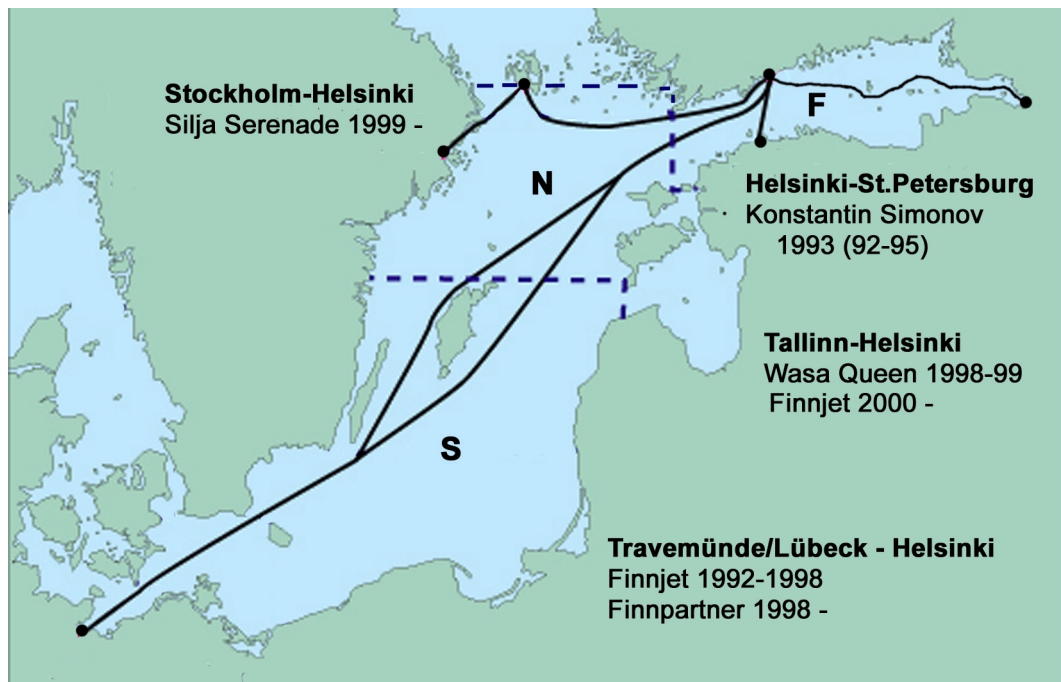 Stockholm-Helsinki
Silja Serenade 1999 -
F
N
Helsinki-St.Petersburg
Konstantin Simonov
1993 (92-95)
Tallinn-Helsinki
Wasa Queen 1998-99
Finnjet 2000 -
S
Travemünde/Lübeck - Helsinki
Finnjet 1992-1998
Finnpartner 1998 -